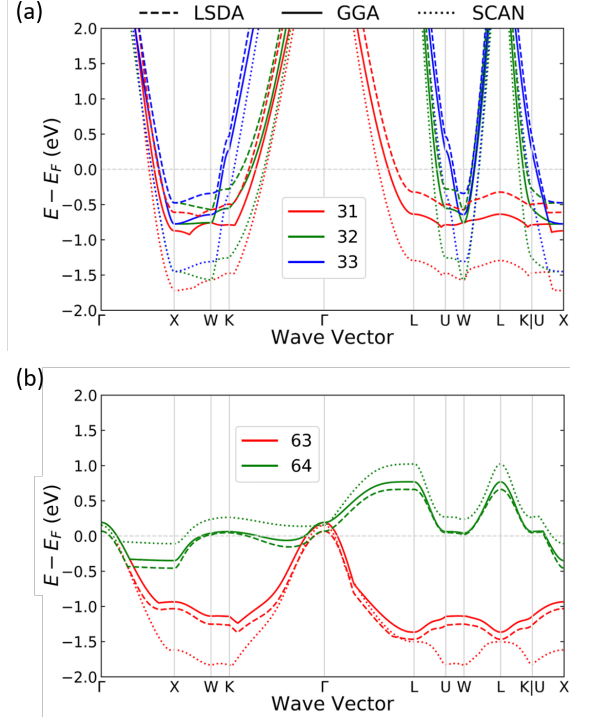 (a)
LSDA GGA SCAN
2.0
1.5
1.0
0.5
0.0
−0.5
−1.0
−1.5
−2.0
E − E_F (eV)
31
32
33
Γ X W K Γ L U W L K|U X
Wave Vector
(b)
2.0
1.5
1.0
0.5
0.0
−0.5
−1.0
−1.5
−2.0
E − E_F (eV)
63
64
Γ X W K Γ L U W L K|U X
Wave Vector